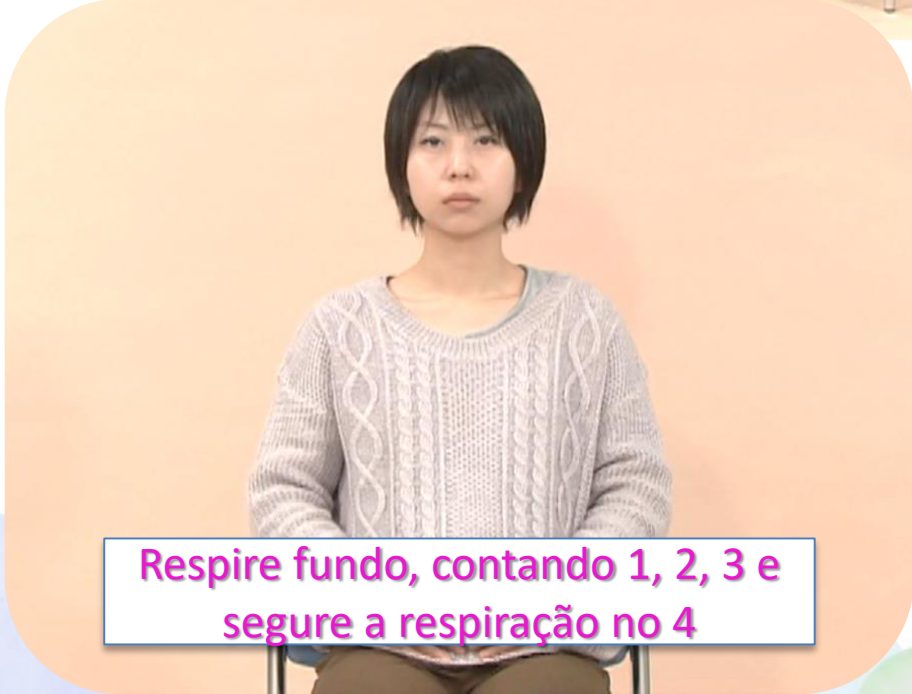 Respire fundo, contando 1, 2, 3 e
segure a respiração no 4